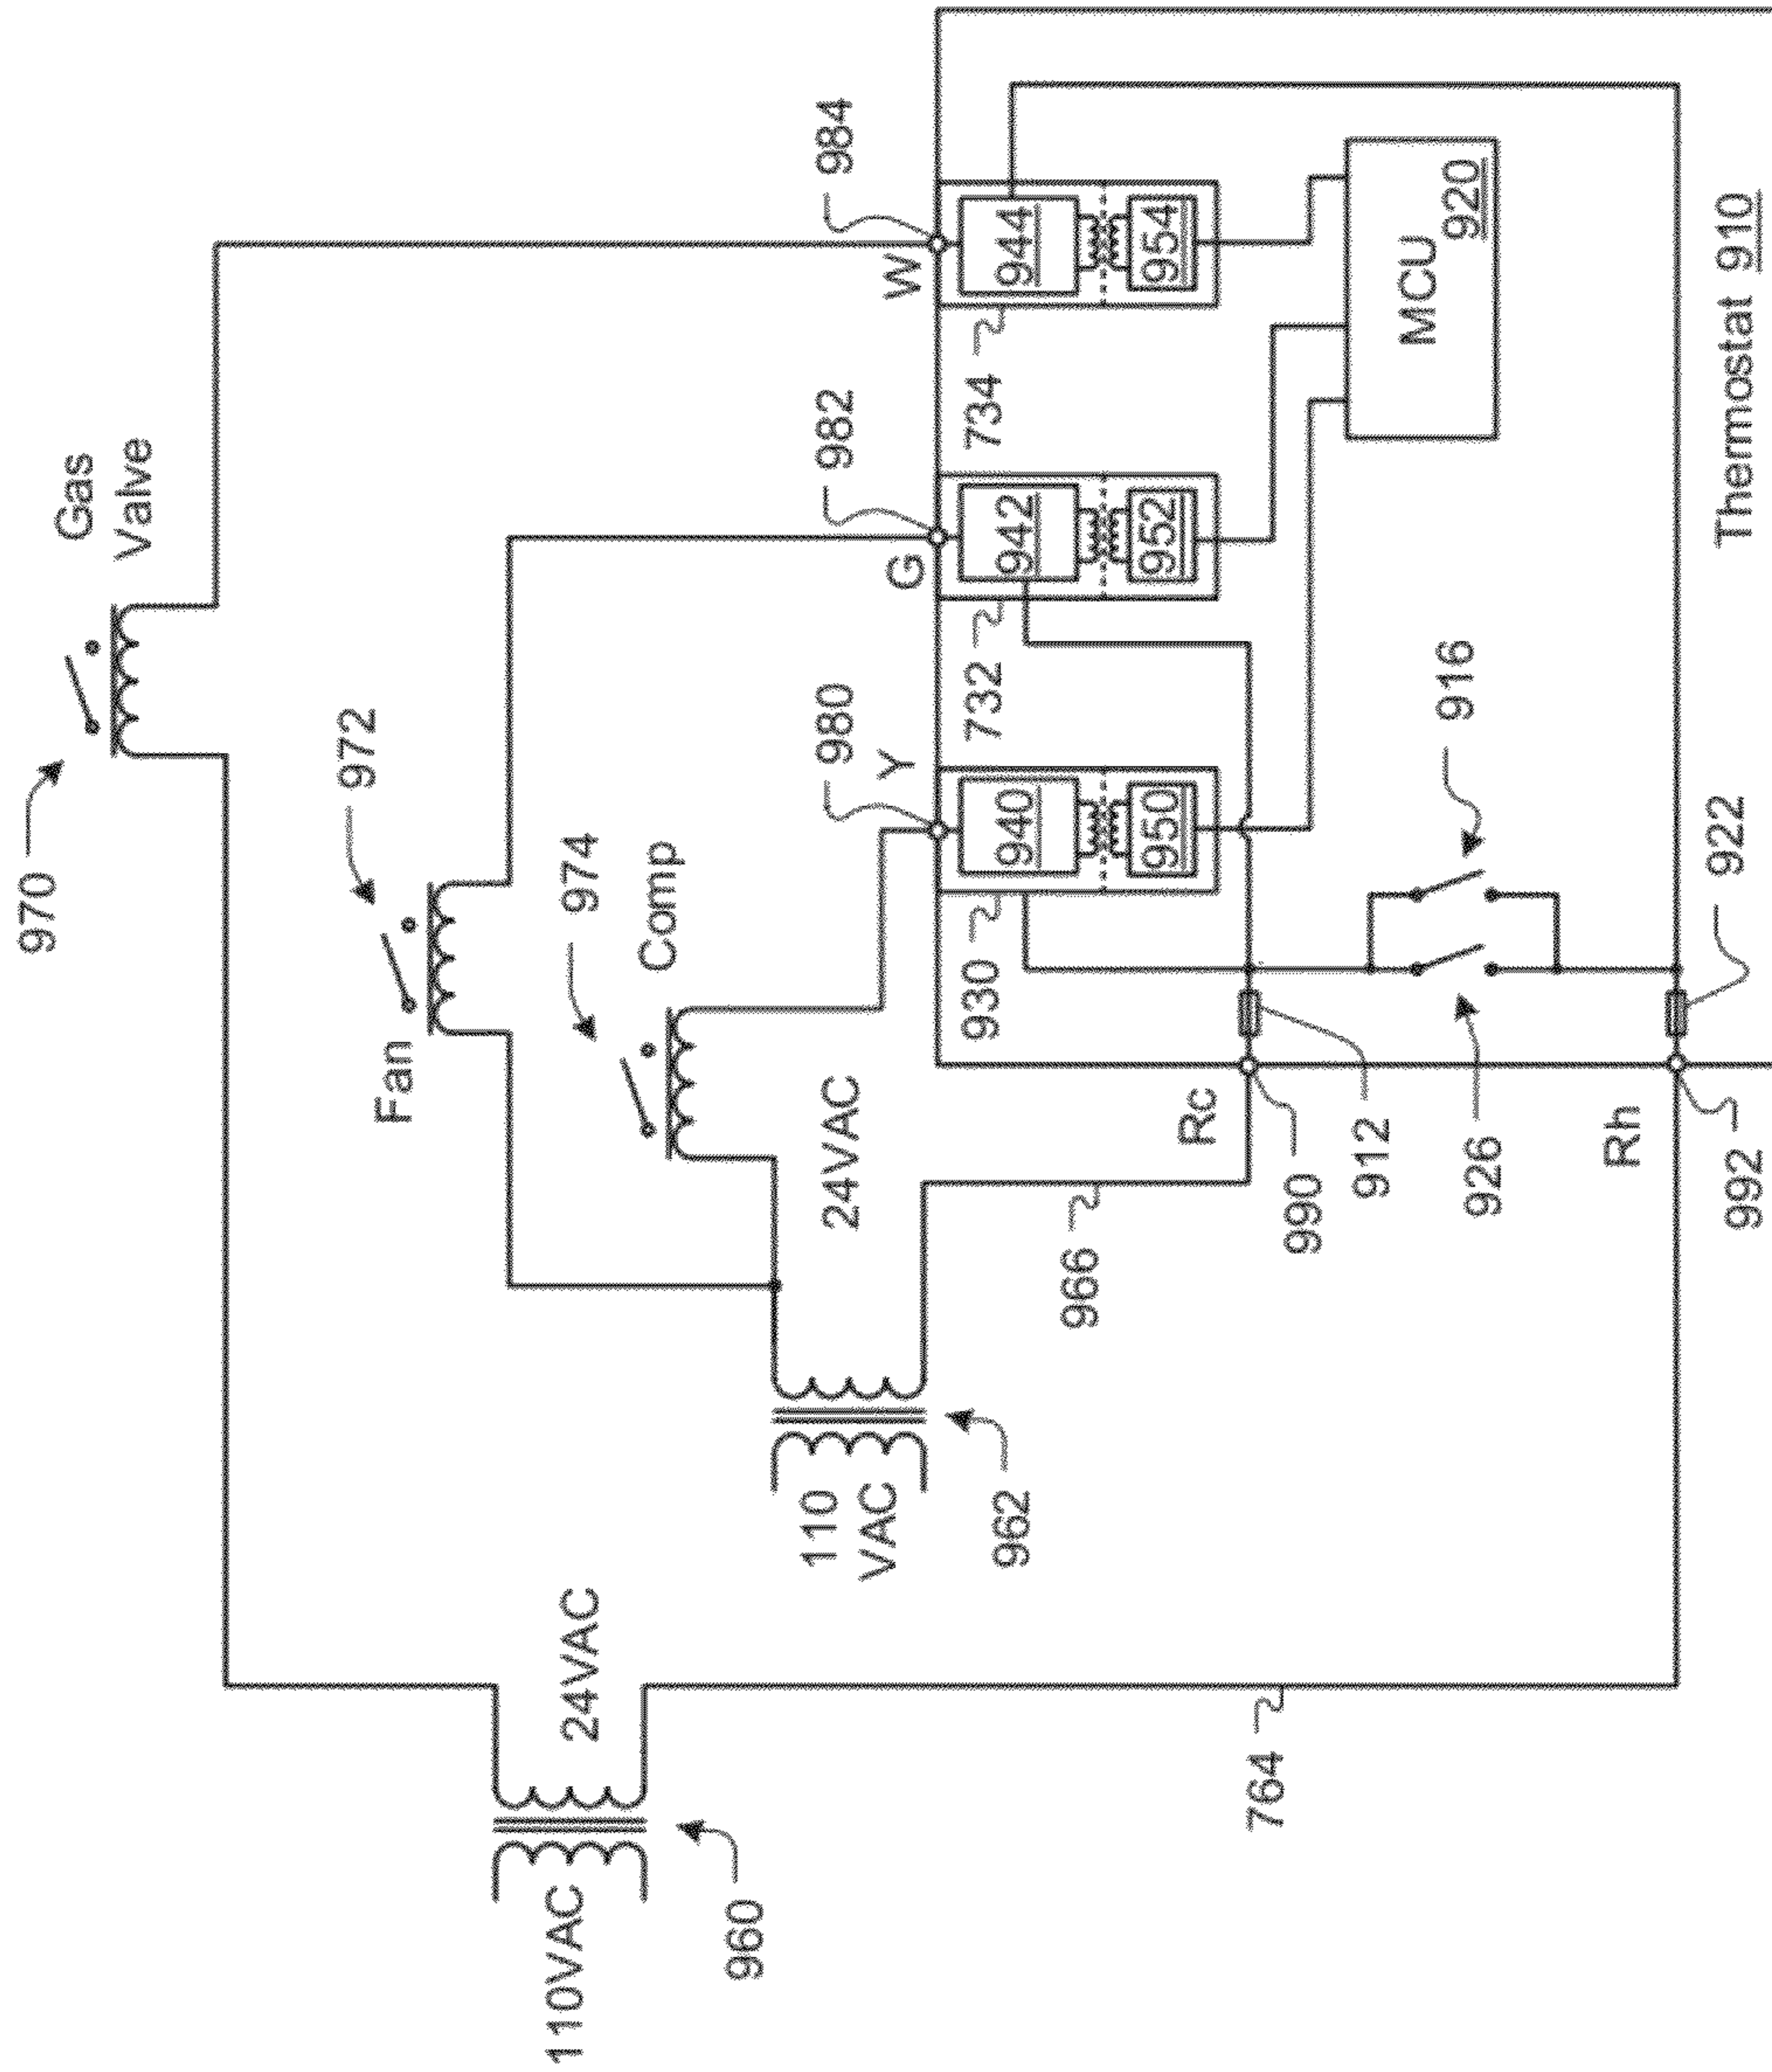 970
Gas
Valve
972
Fan
974
Comp
24VAC
110
VAC
962
110VAC
24VAC
960
966
764
980
Y
982
G
984
W
930
940
950
732
942
952
734
944
954
MCU
920
Rc
990
912
926
916
Rh
992
922
Thermostat 910